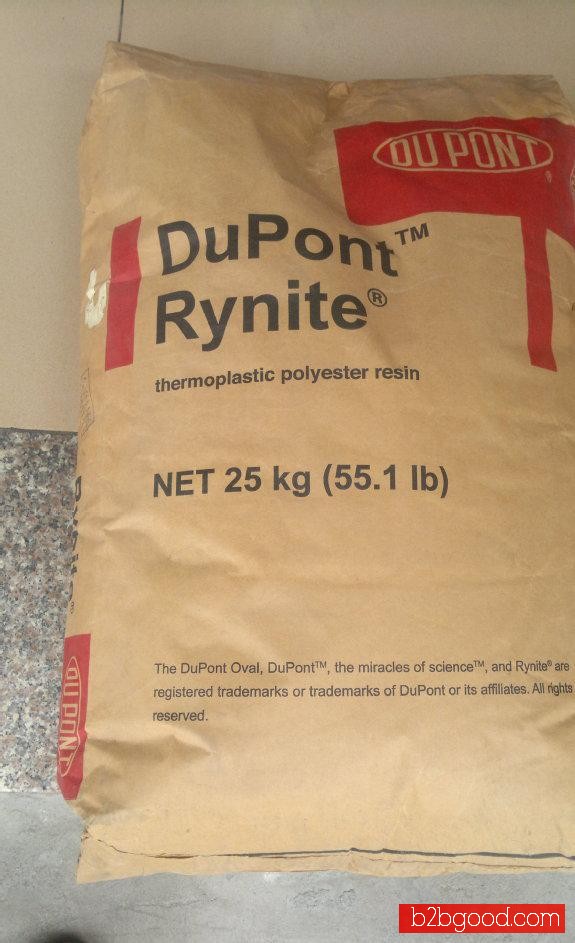 DU PONT
®
DuPont™
Rynite®
thermoplastic polyester resin
NET 25 kg (55.1 lb)
The DuPont Oval, DuPont™, the miracles of science™, and Rynite® are
registered trademarks or trademarks of DuPont or its affiliates. All rights
reserved.
Rynite®
DU PONT
b2bgood.com